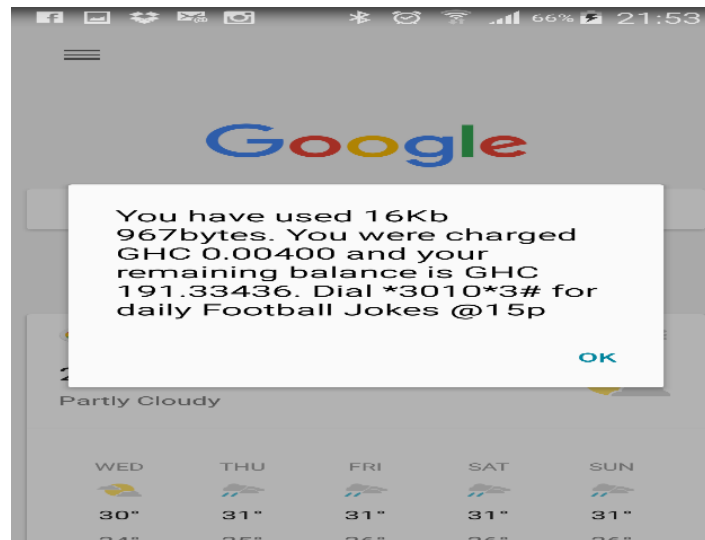 66% 21:53
Google
You have used 16Kb
967bytes. You were charged
GHC 0.00400 and your
remaining balance is GHC
191.33436. Dial *3010*3# for
daily Football Jokes @15p
OK
Partly Cloudy
WED THU FRI SAT SUN
30° 31° 31° 31° 31°